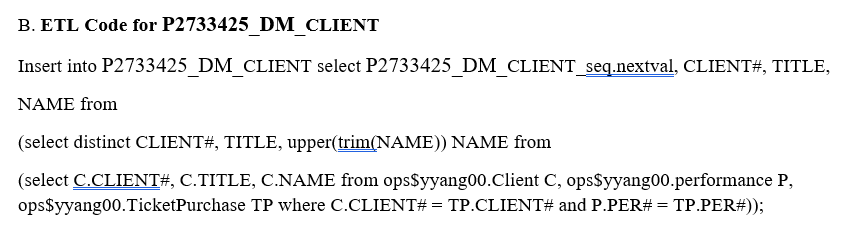 B. ETL Code for P2733425_DM_CLIENT
Insert into P2733425_DM_CLIENT select P2733425_DM_CLIENT_seq.nextval, CLIENT#, TITLE,
NAME from
(select distinct CLIENT#, TITLE, upper(trim(NAME)) NAME from
(select C.CLIENT#, C.TITLE, C.NAME from ops$yyang00.Client C, ops$yyang00.performance P,
ops$yyang00.TicketPurchase TP where C.CLIENT# = TP.CLIENT# and P.PER# = TP.PER#));